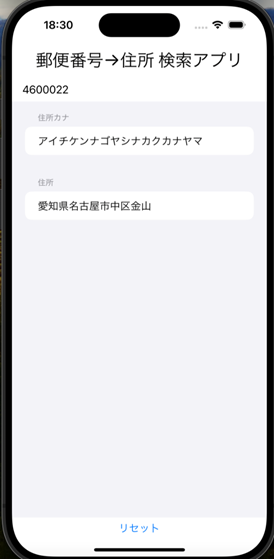 18:30
郵便番号→住所 検索アプリ
4600022
住所カナ
アイチケンナゴヤシナカクカナヤマ
住所
愛知県名古屋市中区金山
リセット